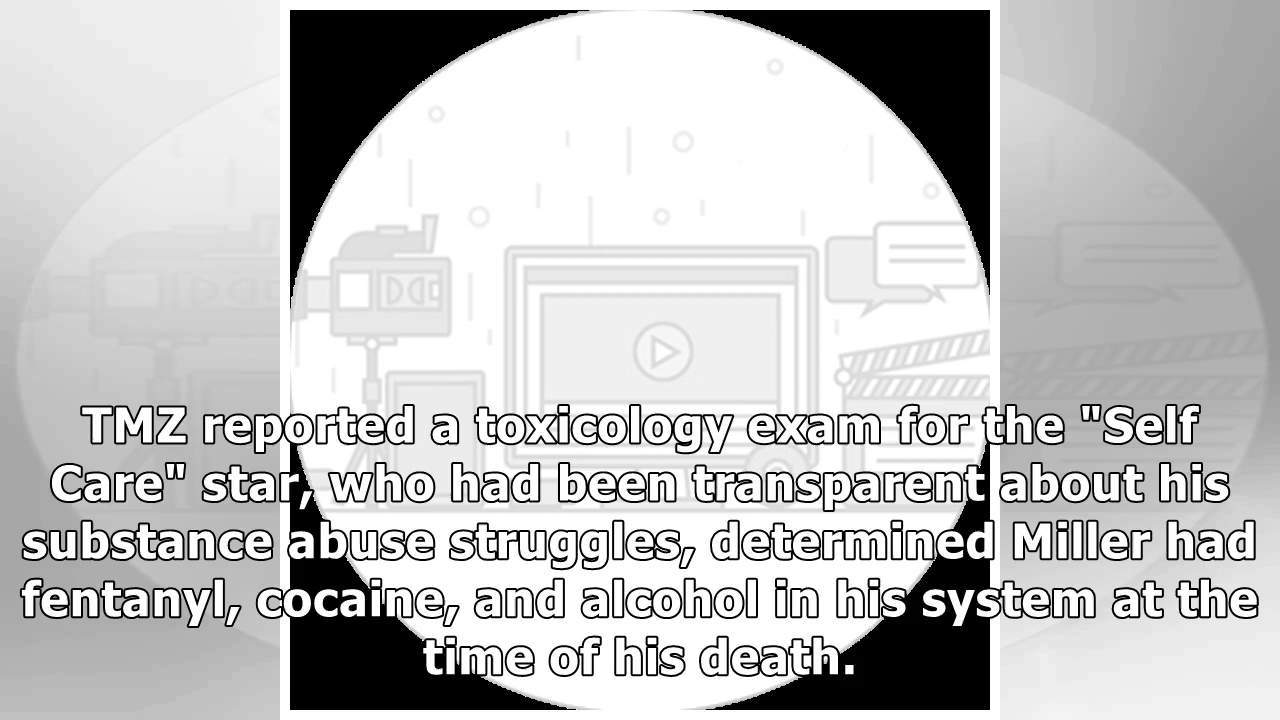 TMZ reported a toxicology exam for the "Self
Care" star, who had been transparent about his
substance abuse struggles, determined Miller had
fentanyl, cocaine, and alcohol in his system at the
time of his death.